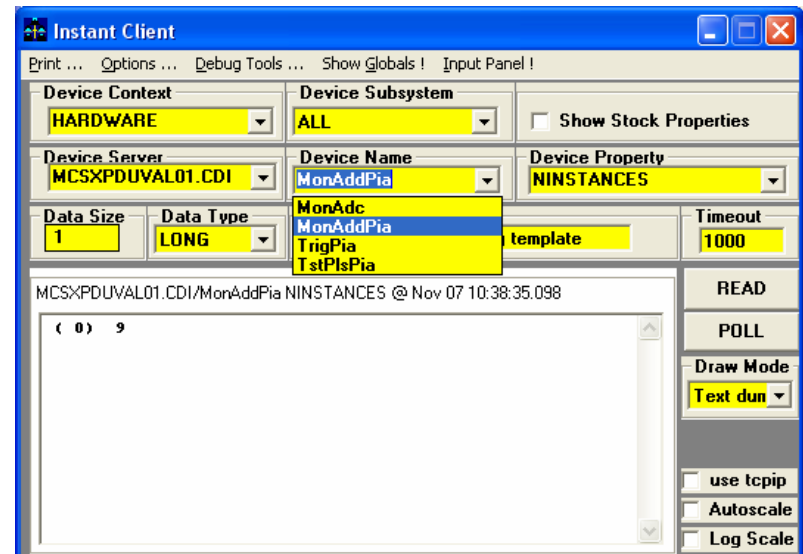 Instant Client
Print ... Options ... Debug Tools ... Show Globals ! Input Panel !
Device Context Device Subsystem
HARDWARE ALL Show Stock Properties
Device Server Device Name Device Property
MCSXPDUVAL01.CDI MonAddPia NINSTANCES
MonAdc
MonAddPia
TrigPia
TstPlsPia
Data Size Data Type Timeout
1 LONG template 1000
MCSXPDUVAL01.CDI/MonAddPia NINSTANCES @ Nov 07 10:38:35.098
( 0) 9
READ
POLL
Draw Mode
Text dun
use tcpip
Autoscale
Log Scale